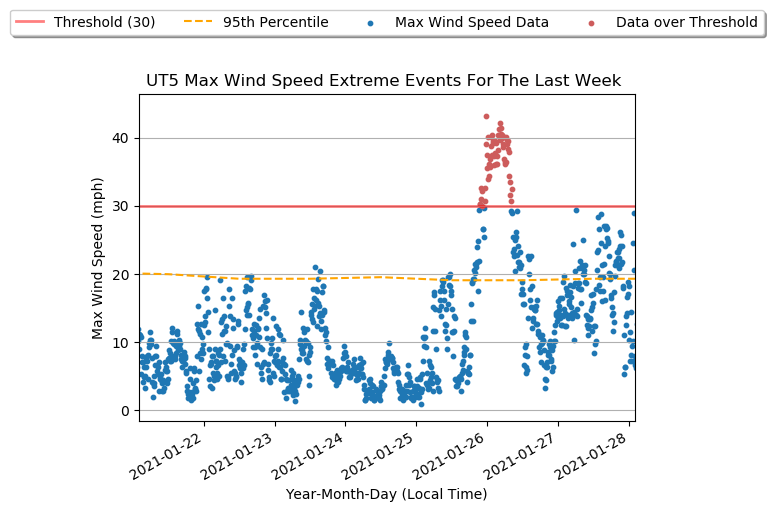 Threshold (30) 95th Percentile Max Wind Speed Data Data over Threshold
UT5 Max Wind Speed Extreme Events For The Last Week
Max Wind Speed (mph)
40
30
20
10
0
2021-01-22 2021-01-23 2021-01-24 2021-01-25 2021-01-26 2021-01-27 2021-01-28
Year-Month-Day (Local Time)